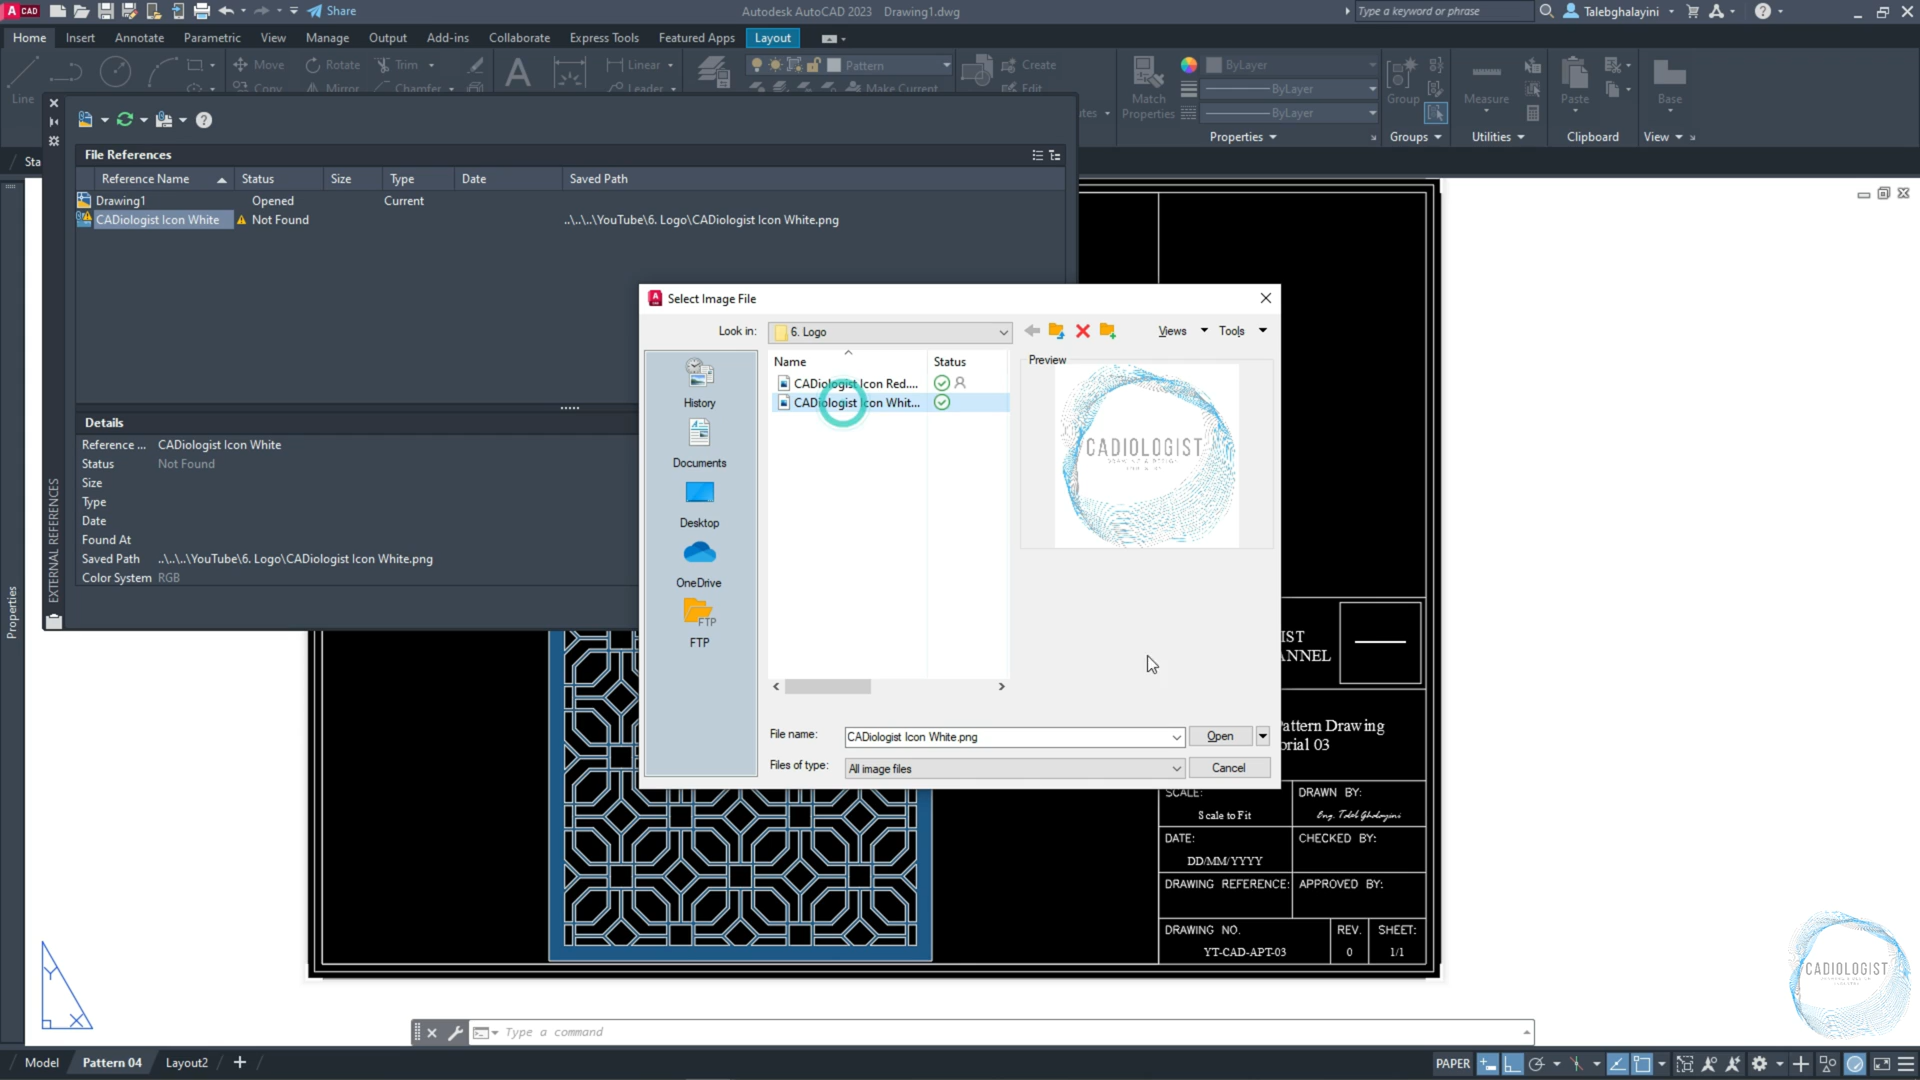 CAD
Share
Autodesk AutoCAD 2023 Drawing1.dwg
Type a keyword or phrase
Talebghalayini
Home Insert Annotate Parametric View Manage Output Add-ins Collaborate Express Tools Featured Apps Layout
Line
Move Rotate Trim
Copy Mirror Chamfer
Linear
Leader
Pattern
Make Current
Create
Edit
Match
Properties
ByLayer
ByLayer
ByLayer
Properties
Group
Groups
Measure
Utilities
Paste
Clipboard
Base
View
Sta
File References
Reference Name Status Size Type Date Saved Path
Drawing1 Opened Current
CADiologist Icon White Not Found ..\..\..\YouTube\6. Logo\CADiologist Icon White.png
Details
Reference ... CADiologist Icon White
Status Not Found
Size
Type
Date
Found At
Saved Path ..\..\..\YouTube\6. Logo\CADiologist Icon White.png
Color System RGB
EXTERNAL REFERENCES
Properties
Select Image File
Look in: 6. Logo
Views Tools
Name Status
CADiologist Icon Red....
CADiologist Icon Whit...
Preview
CADIOLOGIST
History
Documents
Desktop
OneDrive
FTP
FTP
File name: CADiologist Icon White.png Open
Files of type: All image files Cancel
IST
ANNEL
attern Drawing
orial 03
SCALE: DRAWN BY:
Scale to Fit Eng. Taleb Ghalayini
DATE: CHECKED BY:
DD/MM/YYYY
DRAWING REFERENCE: APPROVED BY:
DRAWING NO. REV. SHEET:
YT-CAD-APT-03 0 1/1
CADIOLOGIST
Y
X
Type a command
Model Pattern 04 Layout2 +
PAPER